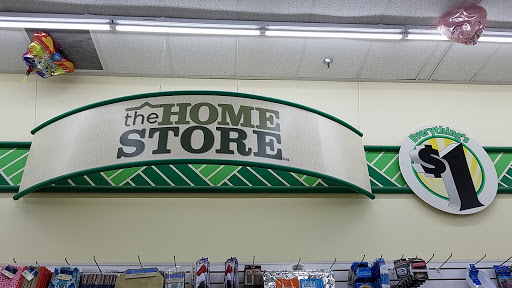 the HOME
STORE
Everything's
$1